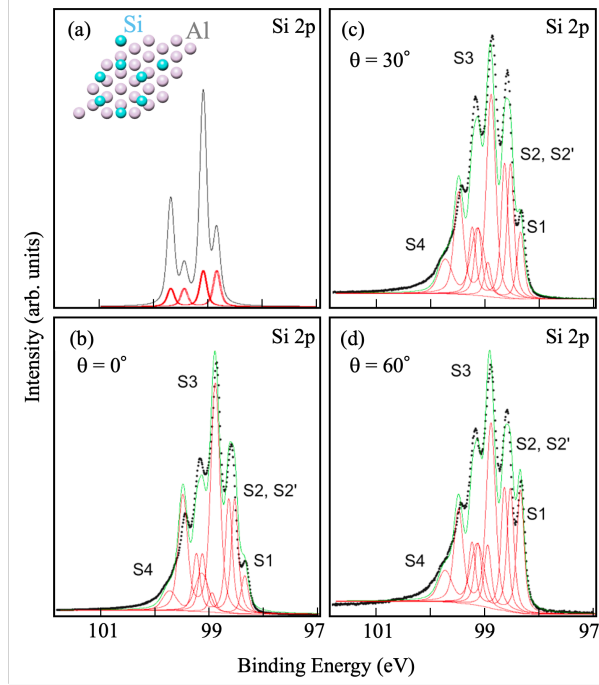 (a)
Si
Al
Si 2p
(c)
Si 2p
θ = 30°
S3
S2, S2'
S1
S4
(b)
Si 2p
θ = 0°
S3
S2, S2'
S4
S1
101
99
97
(d)
Si 2p
θ = 60°
S3
S2, S2'
S1
S4
101
99
97
Intensity (arb. units)
Binding Energy (eV)